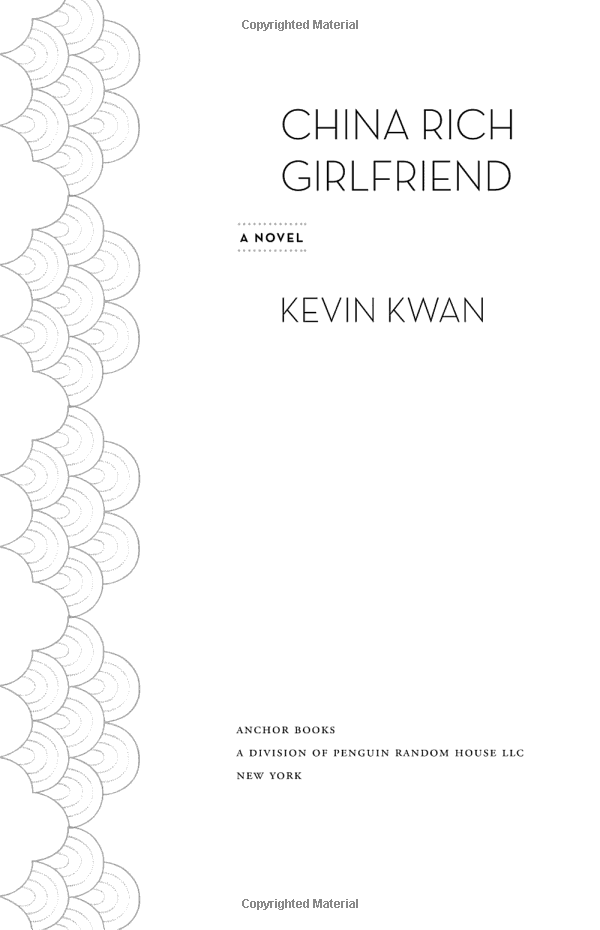 Copyrighted Material
CHINA RICH
GIRLFRIEND
A NOVEL
KEVIN KWAN
ANCHOR BOOKS
A DIVISION OF PENGUIN RANDOM HOUSE LLC
NEW YORK
Copyrighted Material